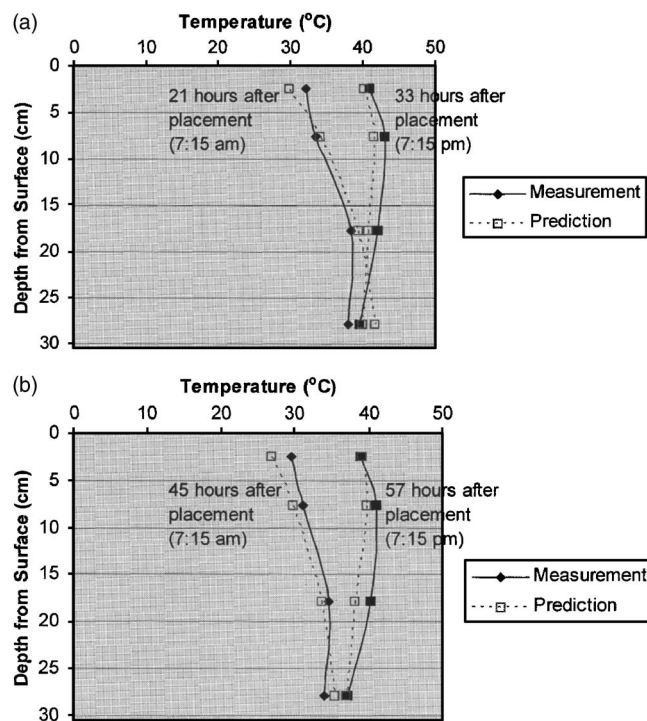 (a)
Temperature (°C)
0 10 20 30 40 50
0
5
10
15
20
25
30
Depth from Surface (cm)
21 hours after
placement
(7:15 am)
33 hours after
placement
(7:15 pm)
Measurement
Prediction
(b)
Temperature (°C)
0 10 20 30 40 50
0
5
10
15
20
25
30
Depth from Surface (cm)
45 hours after
placement
(7:15 am)
57 hours after
placement
(7:15 pm)
Measurement
Prediction